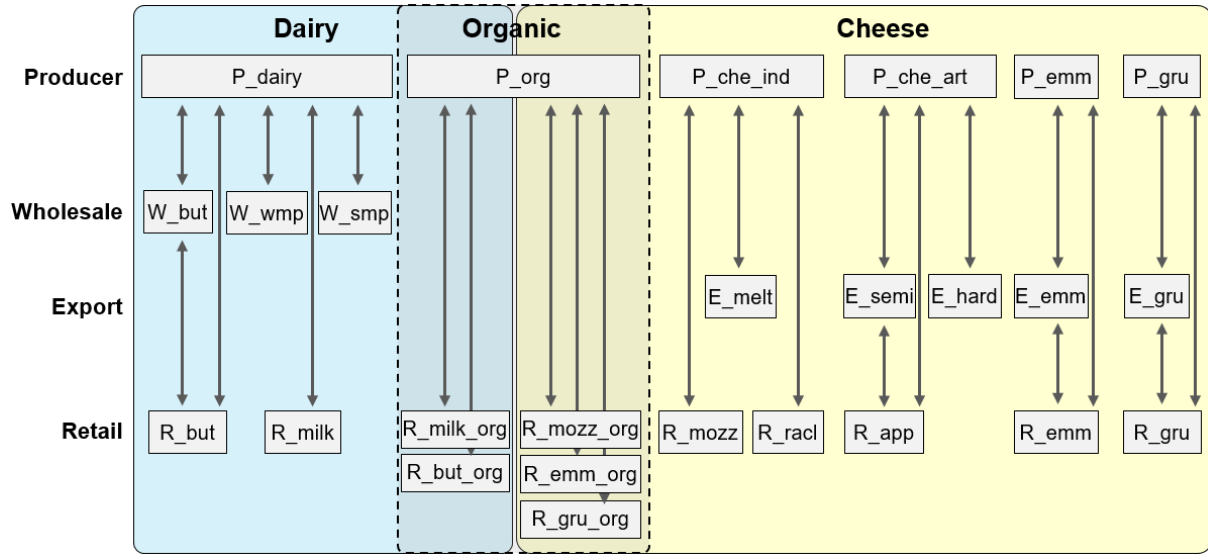 Dairy Organic Cheese
Producer P_dairy P_org P_che_ind P_che_art P_emm P_gru
Wholesale W_but W_wmp W_smp
Export E_melt E_semi E_hard E_emm E_gru
Retail R_but R_milk R_milk_org R_mozz_org R_mozz R_racl R_app R_emm R_gru
R_but_org R_emm_org
R_gru_org